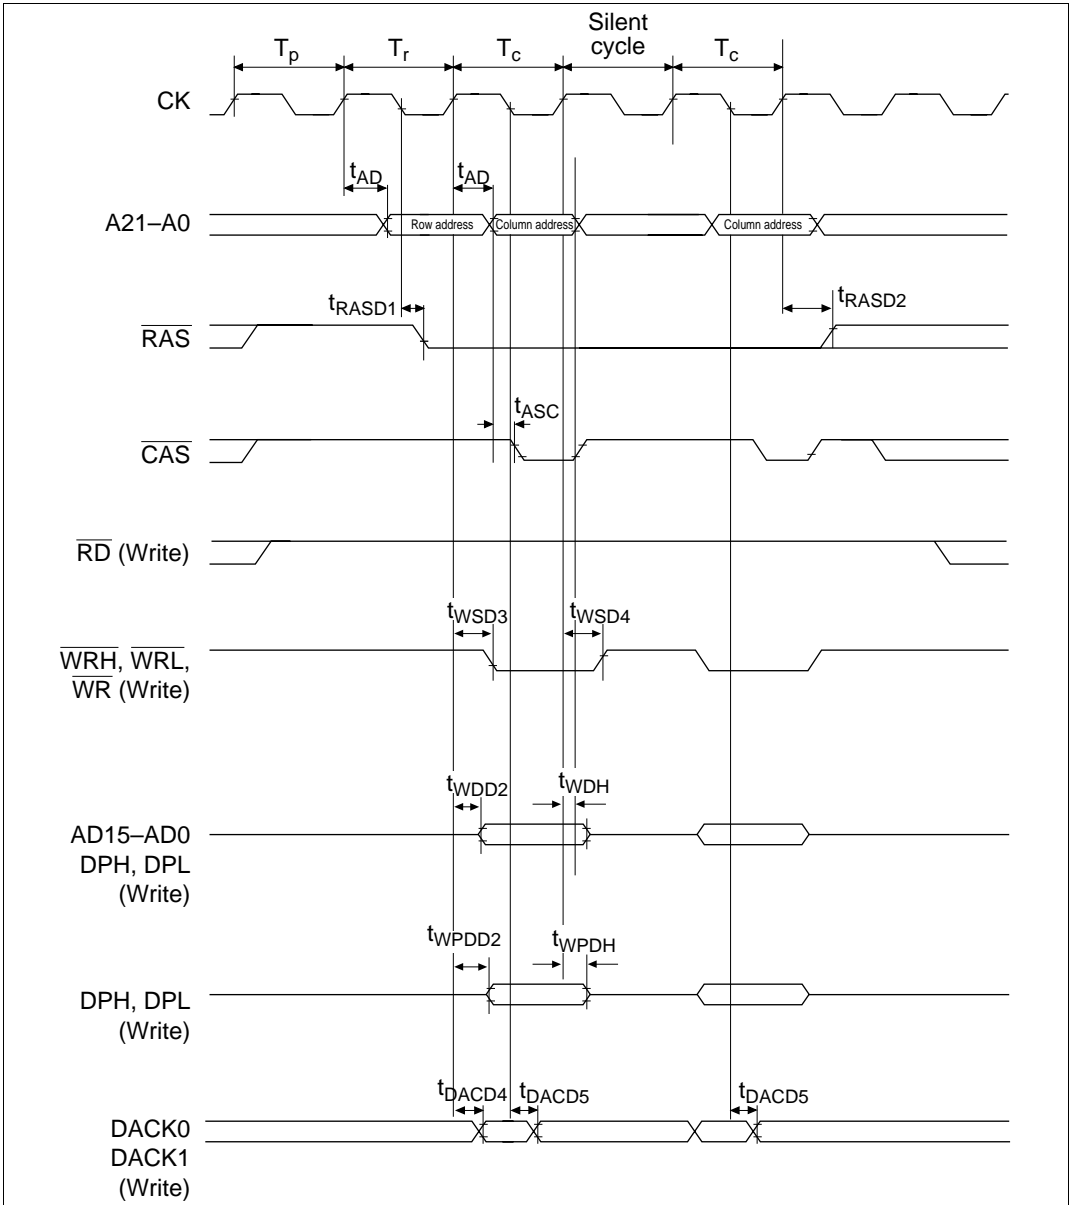 Silent
cycle
Tp Tr Tc Tc
CK
tAD tAD
A21–A0 Row address Column address Column address
tRASD1 tRASD2
RAS
tASC
CAS
RD (Write)
tWSD3 tWSD4
WRH, WRL,
WR (Write)
tWDD2 tWDH
AD15–AD0
DPH, DPL
(Write)
tWPDD2 tWPDH
DPH, DPL
(Write)
tDACD4 tDACD5 tDACD5
DACK0
DACK1
(Write)